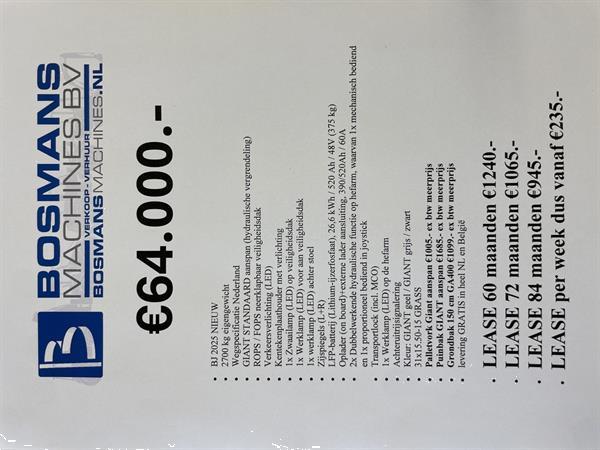 BOSMANS
MACHINES BV
VERKOOP - VERHUUR
BOSMANSMACHINES.NL
€64.000.-
• BJ 2025 NIEUW
• 2700 kg eigengewicht
• Wegspecificatie Nederland
• GIANT STANDAARD aanspan (hydraulische vergrendeling)
• ROPS / FOPS neerklapbaar veiligheidsdak
• Verkeersverlichting (LED)
• Kentekenplaathouder met verlichting
• 1x Zwaailamp (LED) op veiligheidsdak
• 1x Werklamp (LED) voor aan veiligheidsdak
• 1x werklamp (LED) achter stoel
• Zijspiegels (L+R)
• LFP-batterij (Lithium-ijzerfosfaat), 26,6 kWh / 520 Ah / 48V (375 kg)
• Oplader (on board)+externe lader aansluiting, 390/520Ah / 60A
• 2x Dubbelwerkende hydraulische functie op hefarm, waarvan 1x mechanisch bediend
en 1x proportioneel bediend in joystick
• Transportlock (incl. MCO)
• 1x Werklamp (LED) op de hefarm
• Achteruitrijsignalering
• Kleur: GIANT geel / GIANT grijs / zwart
• 31x15.50-15 GRASS
• Palletvork Giant aanspan €1005.- ex btw meerprijs
• Puinbak GIANT aanspan €1685.- ex btw meerprijs
• Grondbak 150 cm GA400 €1099.- ex btw meerprijs
• levering GRATIS in heel NL en België
• LEASE 60 maanden €1240.-
• LEASE 72 maanden €1065.-
• LEASE 84 maanden €945.-
• LEASE per week dus vanaf €235.-